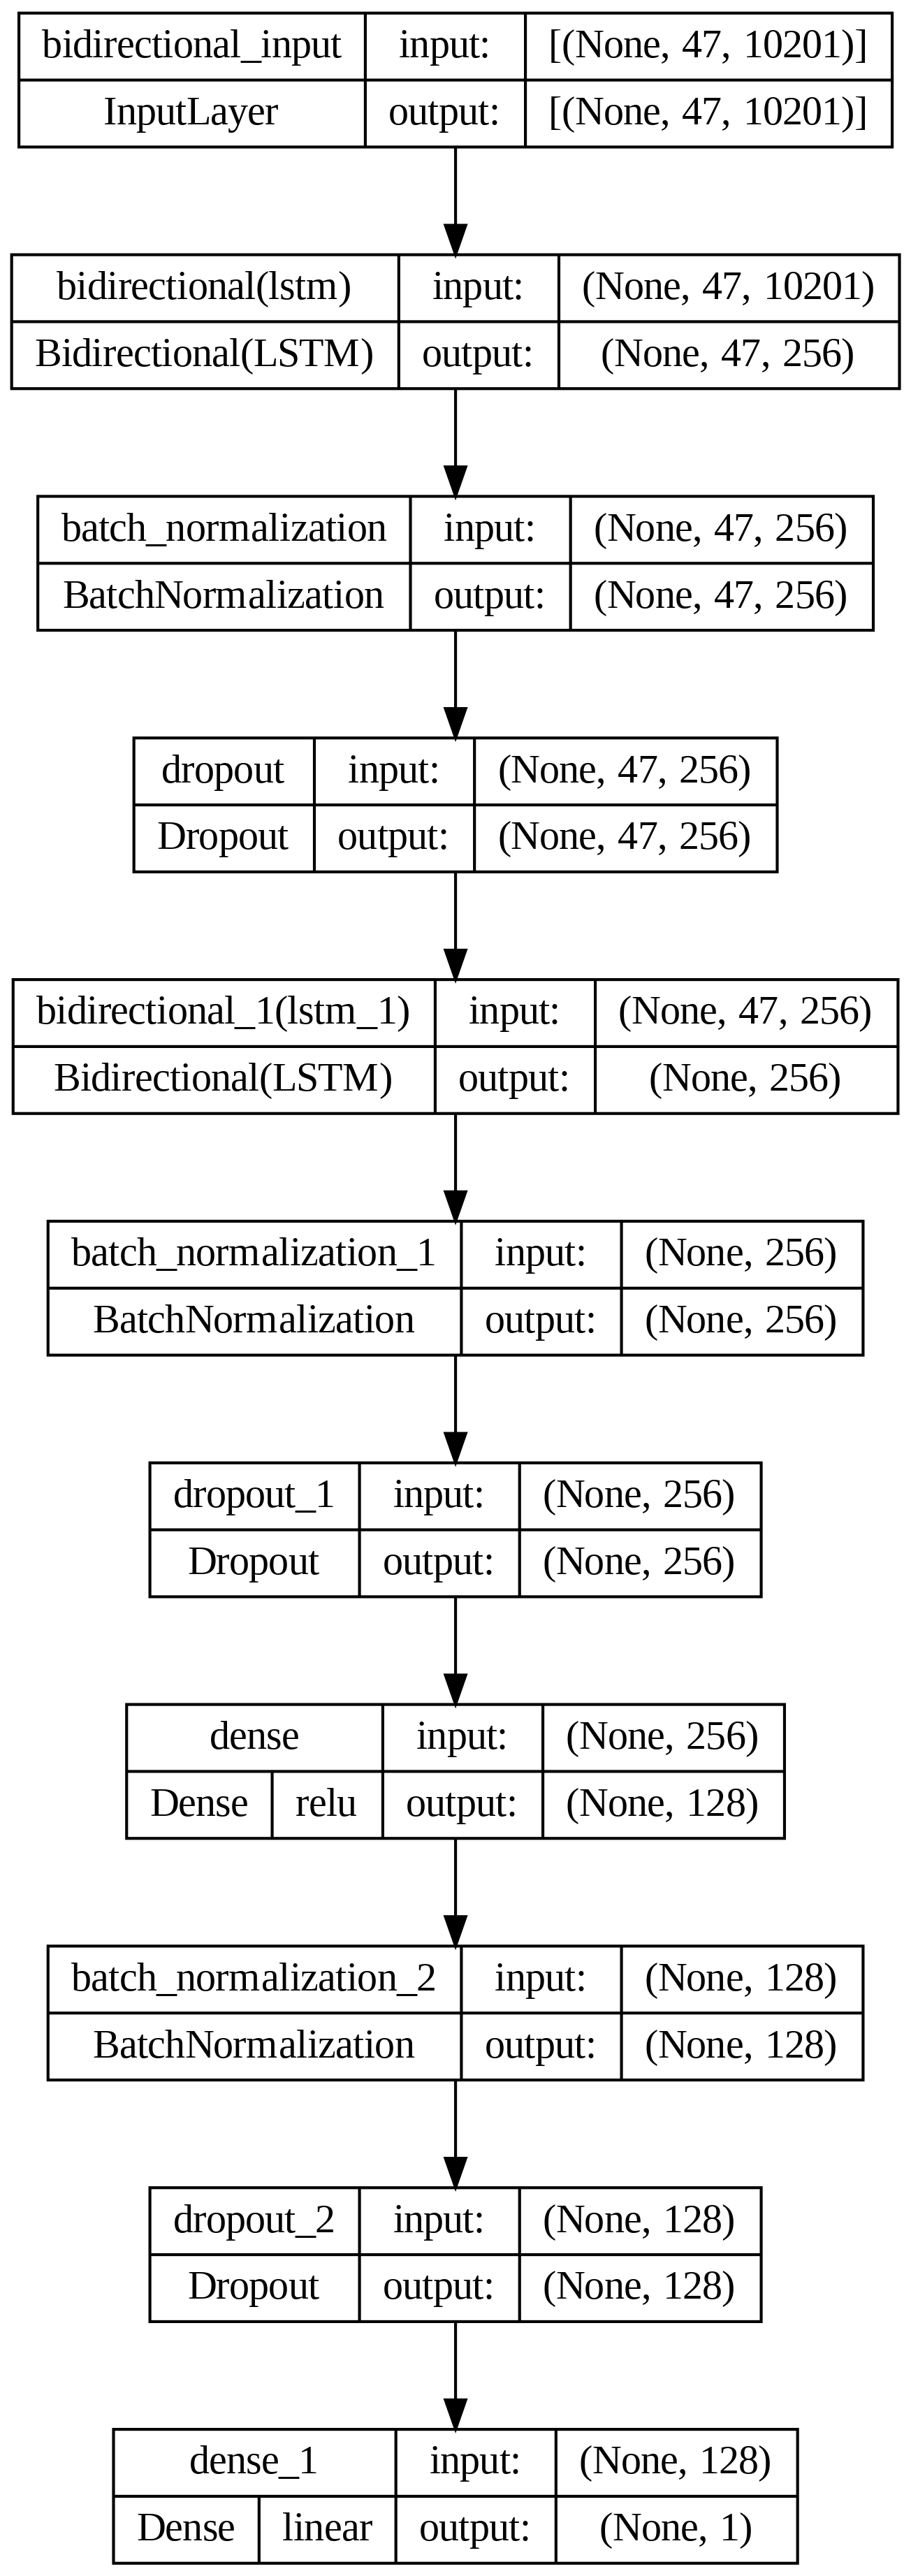 bidirectional_input input: [(None, 47, 10201)]
InputLayer output: [(None, 47, 10201)]
bidirectional(lstm) input: (None, 47, 10201)
Bidirectional(LSTM) output: (None, 47, 256)
batch_normalization input: (None, 47, 256)
BatchNormalization output: (None, 47, 256)
dropout input: (None, 47, 256)
Dropout output: (None, 47, 256)
bidirectional_1(lstm_1) input: (None, 47, 256)
Bidirectional(LSTM) output: (None, 256)
batch_normalization_1 input: (None, 256)
BatchNormalization output: (None, 256)
dropout_1 input: (None, 256)
Dropout output: (None, 256)
dense input: (None, 256)
Dense relu output: (None, 128)
batch_normalization_2 input: (None, 128)
BatchNormalization output: (None, 128)
dropout_2 input: (None, 128)
Dropout output: (None, 128)
dense_1 input: (None, 128)
Dense linear output: (None, 1)